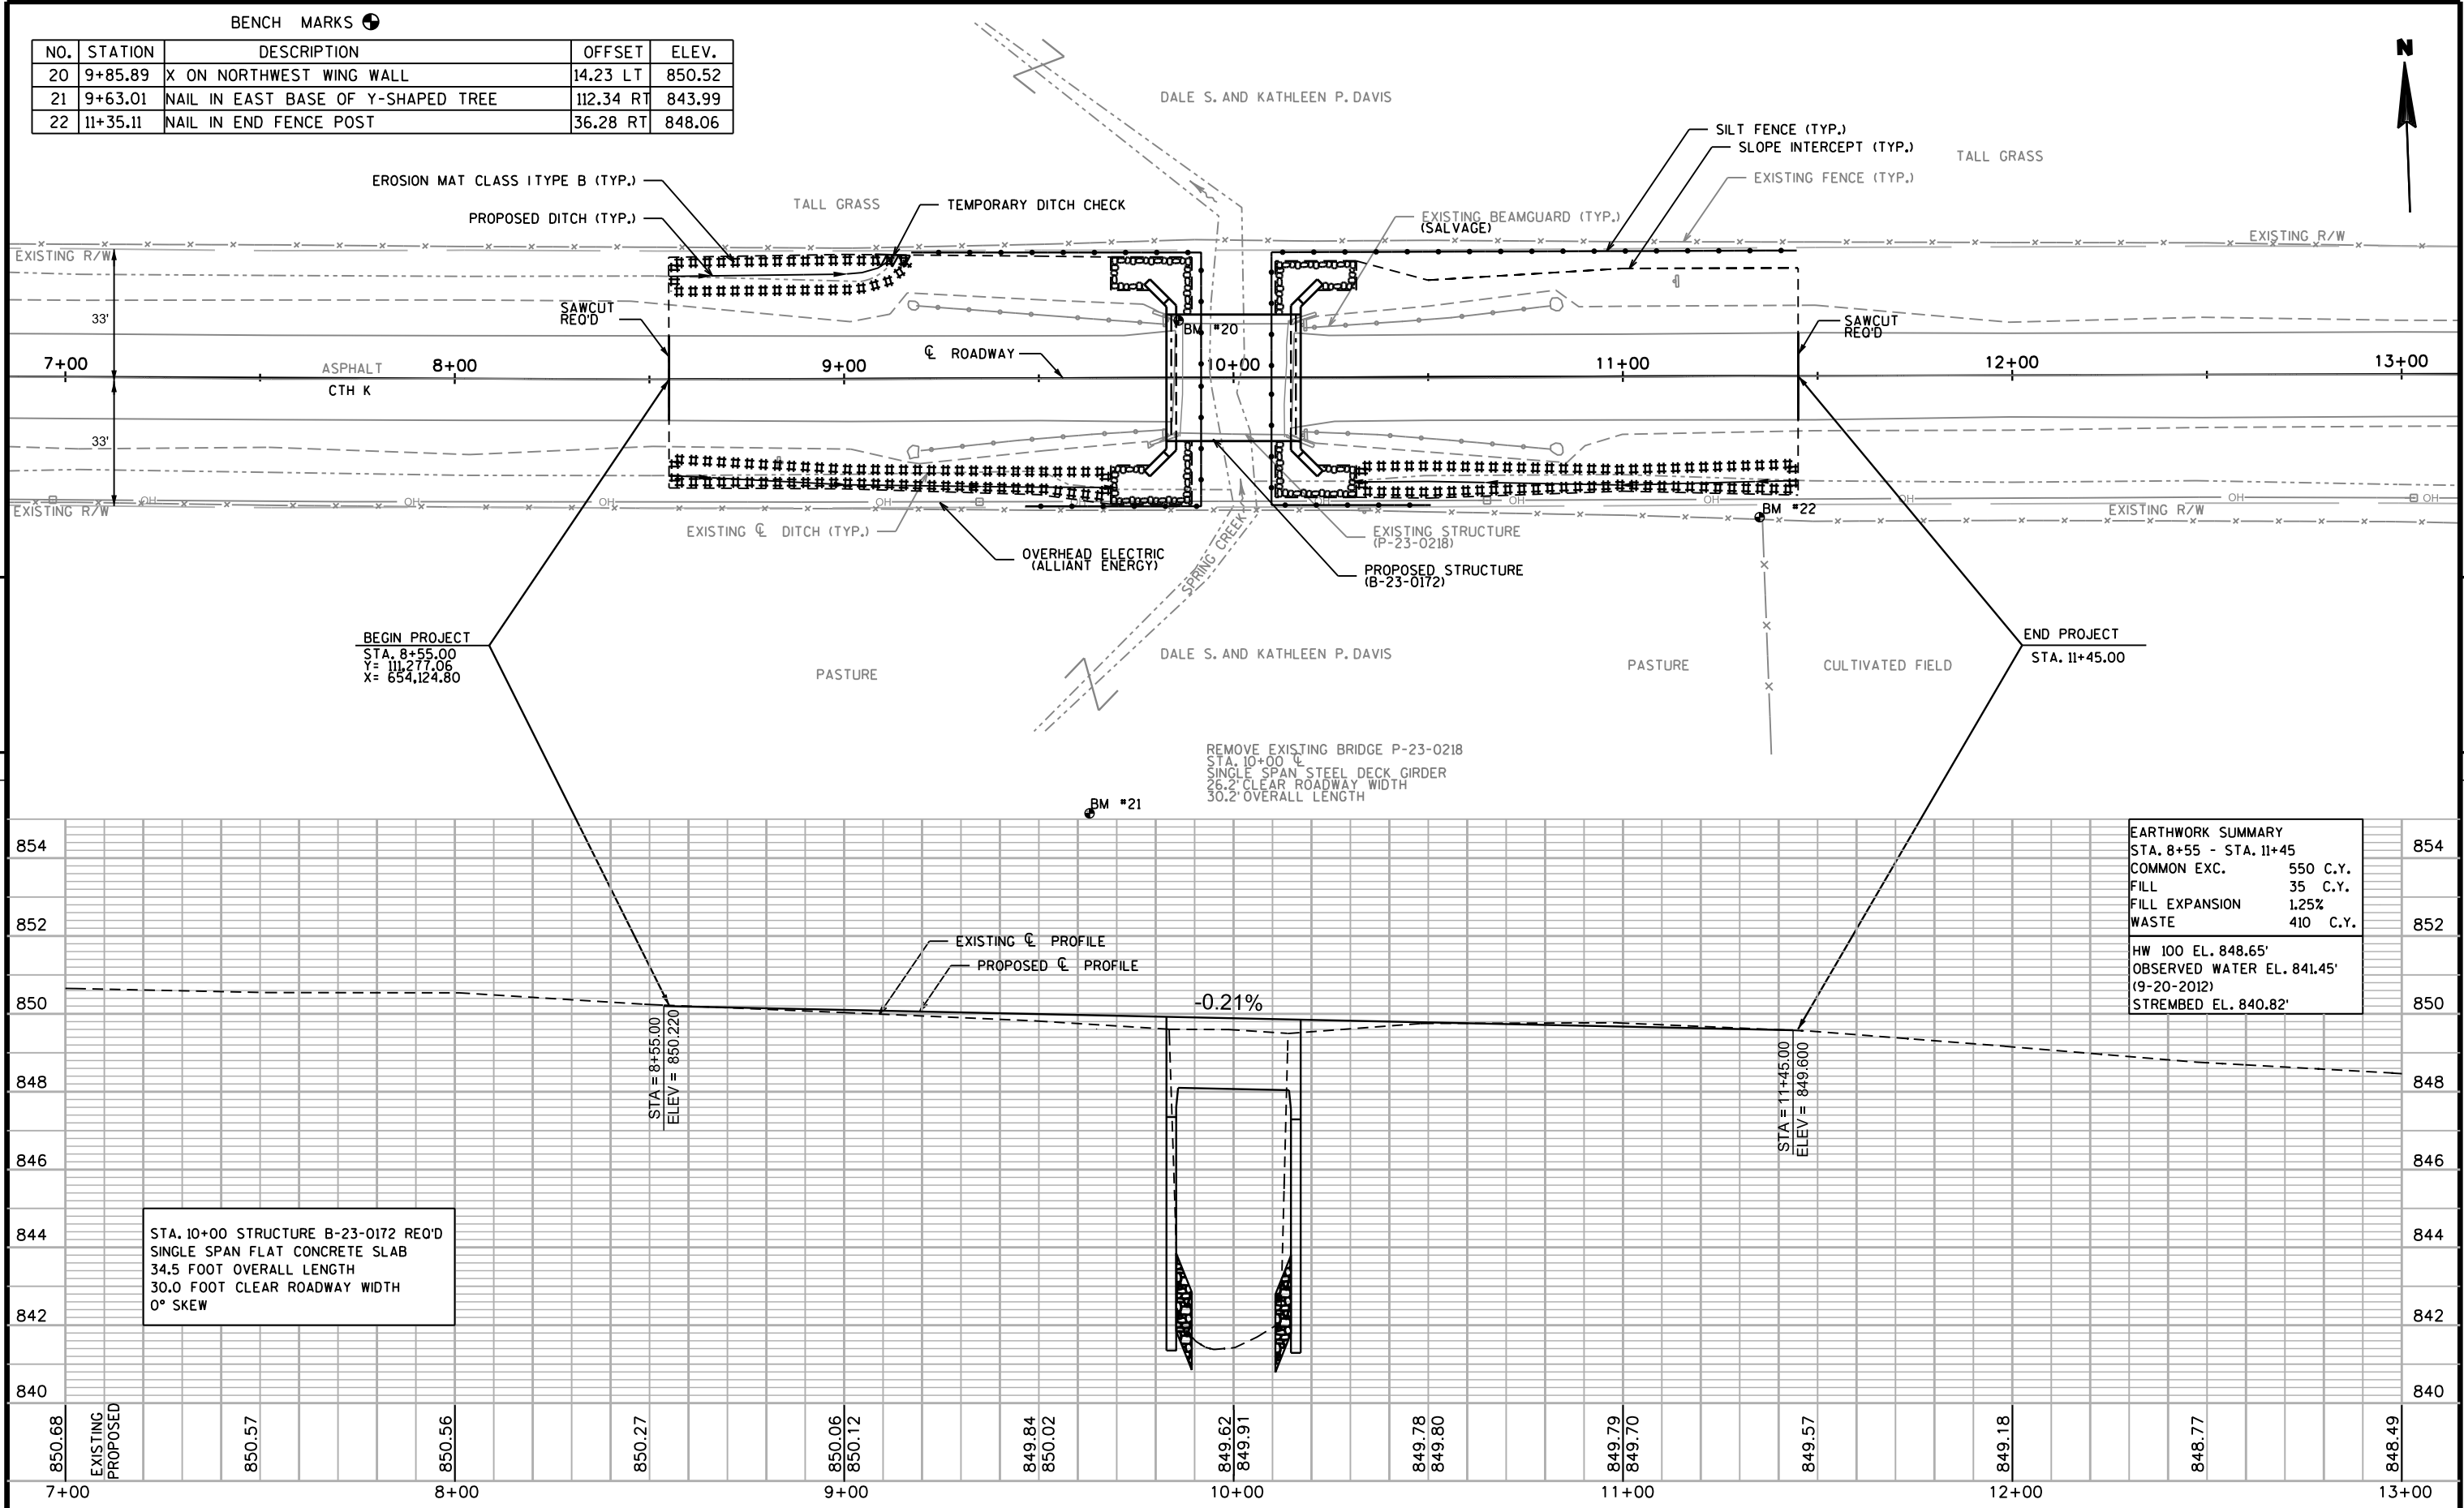 BENCH MARKS
NO. STATION DESCRIPTION OFFSET ELEV.
20 9+85.89 X ON NORTHWEST WING WALL 14.23 LT 850.52
21 9+63.01 NAIL IN EAST BASE OF Y-SHAPED TREE 112.34 RT 843.99
22 11+35.11 NAIL IN END FENCE POST 36.28 RT 848.06
N
DALE S. AND KATHLEEN P. DAVIS
SILT FENCE (TYP.)
SLOPE INTERCEPT (TYP.)
TALL GRASS
EXISTING FENCE (TYP.)
EROSION MAT CLASS I TYPE B (TYP.)
TALL GRASS
TEMPORARY DITCH CHECK
PROPOSED DITCH (TYP.)
EXISTING BEAMGUARD (TYP.)
(SALVAGE)
EXISTING R/W
EXISTING R/W
SAWCUT
REQ'D
33'
BM #20
SAWCUT
REQ'D
℄ ROADWAY
7+00 8+00 9+00 10+00 11+00 12+00 13+00
ASPHALT
CTH K
33'
OH OH OH OH OH OH OH OH OH OH OH
EXISTING R/W
EXISTING R/W
BM #22
EXISTING ℄ DITCH (TYP.)
OVERHEAD ELECTRIC
(ALLIANT ENERGY)
SPRING CREEK
EXISTING STRUCTURE
(P-23-0218)
PROPOSED STRUCTURE
(B-23-0172)
BEGIN PROJECT
STA. 8+55.00
Y= 111,277.06
X= 654,124.80
END PROJECT
STA. 11+45.00
DALE S. AND KATHLEEN P. DAVIS
PASTURE
PASTURE
CULTIVATED FIELD
REMOVE EXISTING BRIDGE P-23-0218
STA. 10+00 ℄
SINGLE SPAN STEEL DECK GIRDER
26.2' CLEAR ROADWAY WIDTH
30.2' OVERALL LENGTH
BM #21
EARTHWORK SUMMARY
STA. 8+55 - STA. 11+45
COMMON EXC. 550 C.Y.
FILL 35 C.Y.
FILL EXPANSION 1.25%
WASTE 410 C.Y.
HW 100 EL. 848.65'
OBSERVED WATER EL. 841.45'
(9-20-2012)
STREMBED EL. 840.82'
854 854
852 852
850 850
848 848
846 846
844 844
842 842
840 840
EXISTING ℄ PROFILE
PROPOSED ℄ PROFILE
-0.21%
STA = 8+55.00
ELEV = 850.220
STA = 11+45.00
ELEV = 849.600
STA. 10+00 STRUCTURE B-23-0172 REQ'D
SINGLE SPAN FLAT CONCRETE SLAB
34.5 FOOT OVERALL LENGTH
30.0 FOOT CLEAR ROADWAY WIDTH
0° SKEW
850.68
EXISTING
PROPOSED
850.57
850.56
850.27
850.06
850.12
849.84
850.02
849.62
849.91
849.78
849.80
849.79
849.70
849.57
849.18
848.77
848.49
7+00 8+00 9+00 10+00 11+00 12+00 13+00